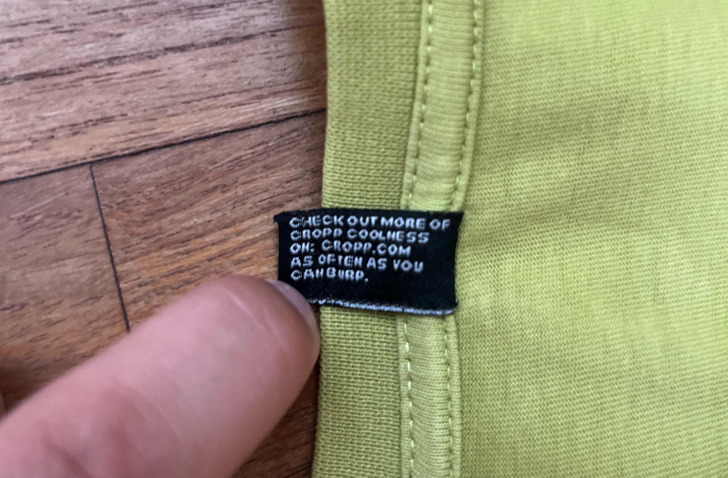 CHECK OUT MORE OF
CROPP COOLNESS
ON: CROPP.COM
AS OFTEN AS YOU
CAN BURP.